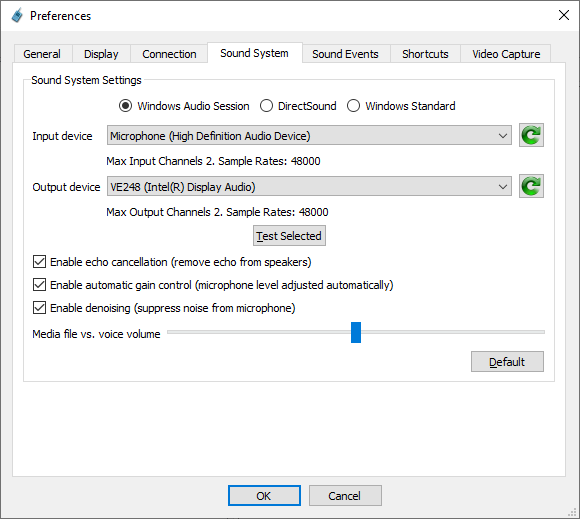 Preferences
General Display Connection Sound System Sound Events Shortcuts Video Capture
Sound System Settings
Windows Audio Session DirectSound Windows Standard
Input device Microphone (High Definition Audio Device)
Max Input Channels 2. Sample Rates: 48000
Output device VE248 (Intel(R) Display Audio)
Max Output Channels 2. Sample Rates: 48000
Test Selected
Enable echo cancellation (remove echo from speakers)
Enable automatic gain control (microphone level adjusted automatically)
Enable denoising (suppress noise from microphone)
Media file vs. voice volume
Default
OK Cancel